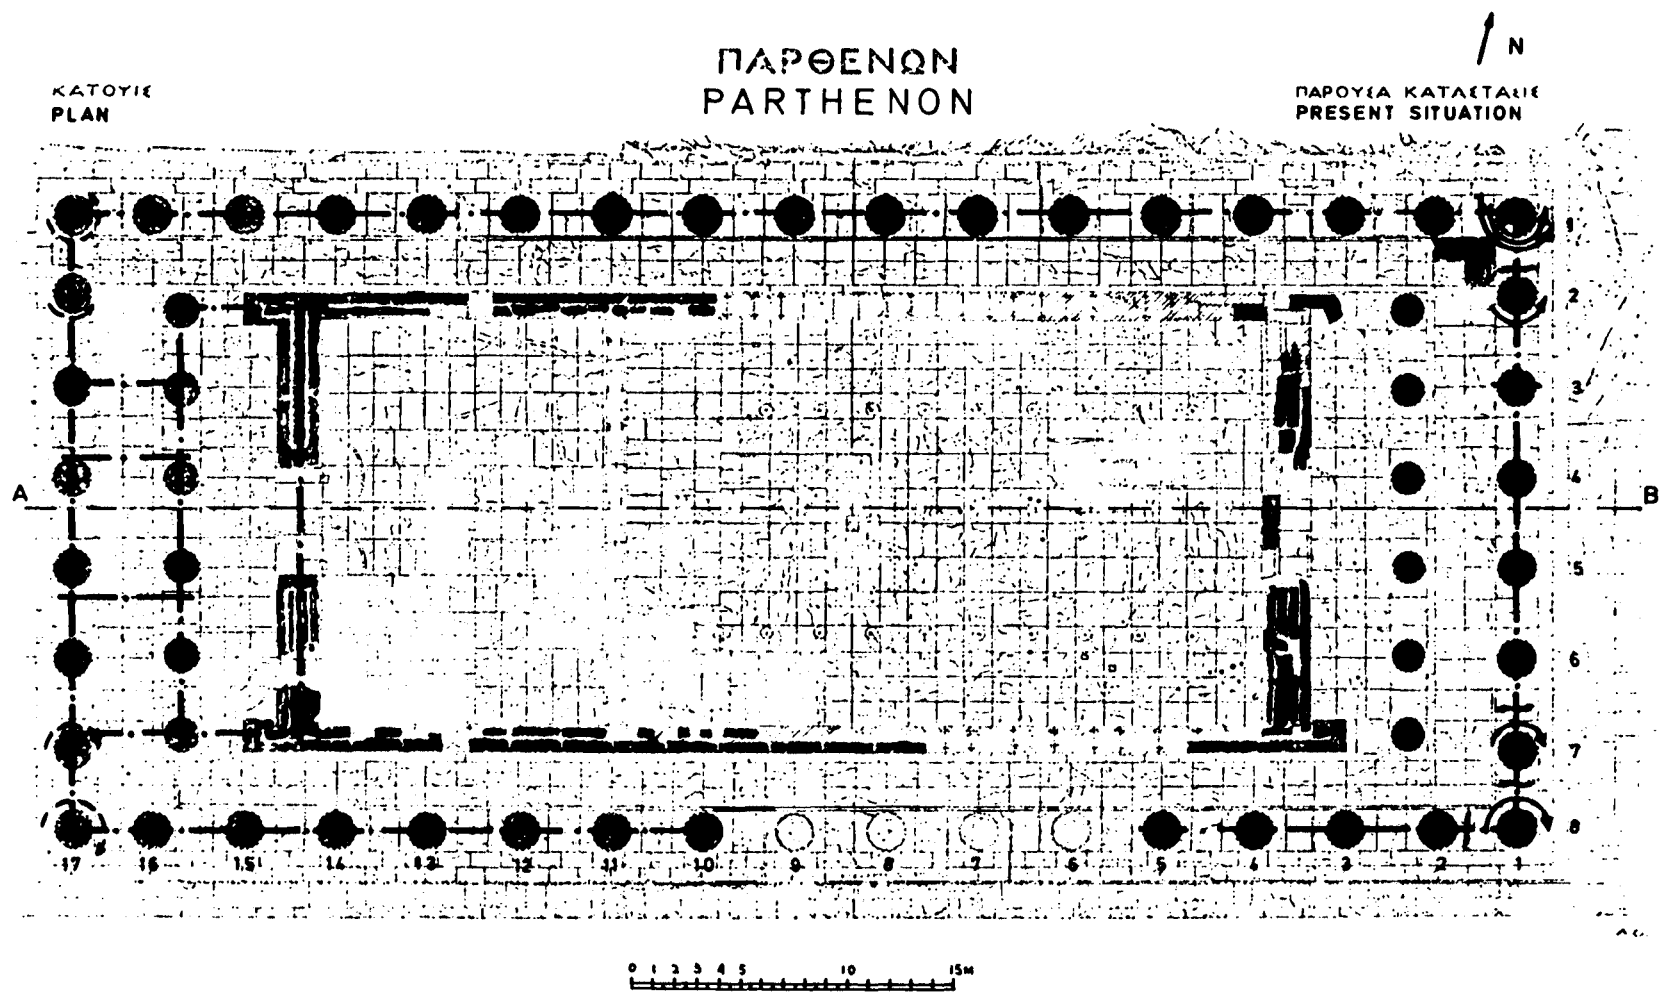 ΠΑΡΘΕΝΩΝ
PARTHENON
ΚΑΤΟΥΙΣ
PLAN
ΠΑΡΟΥΣΑ ΚΑΤΑΣΤΑΣΙΣ
PRESENT SITUATION
N
A
B
1
2
3
4
5
6
7
8
17 16 15 14 13 12 11 10 9 8 7 6 5 4 3 2 1
0 1 2 3 4 5 10 15M